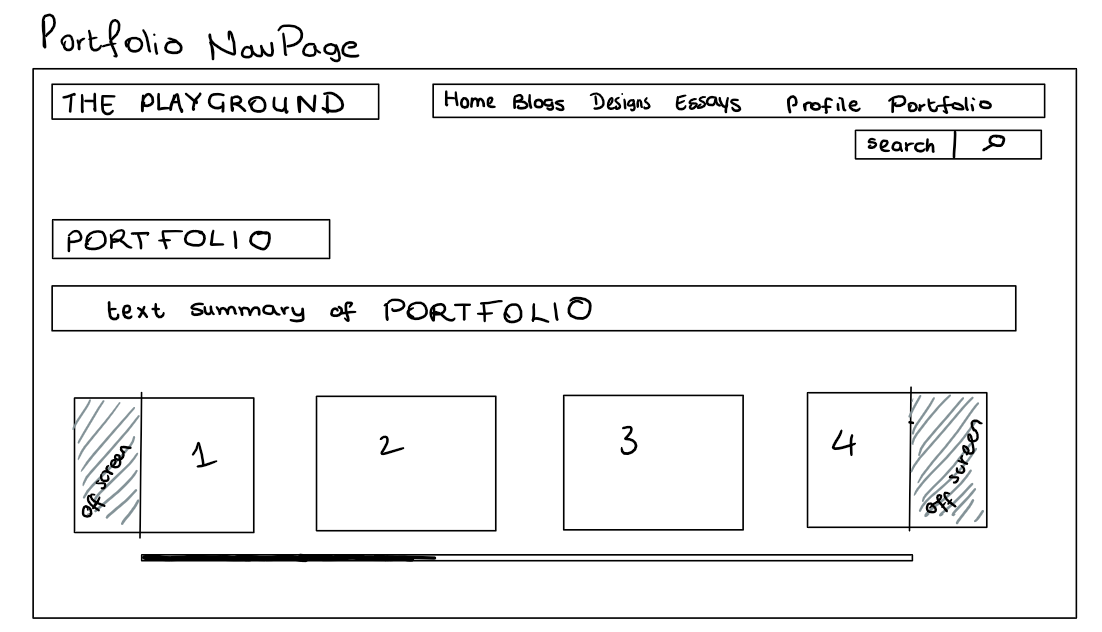 Portfolio NavPage
THE PLAYGROUND
Home Blogs Designs Essays Profile Portfolio
search
PORTFOLIO
text summary of PORTFOLIO
off screen 1 2 3 4 off screen